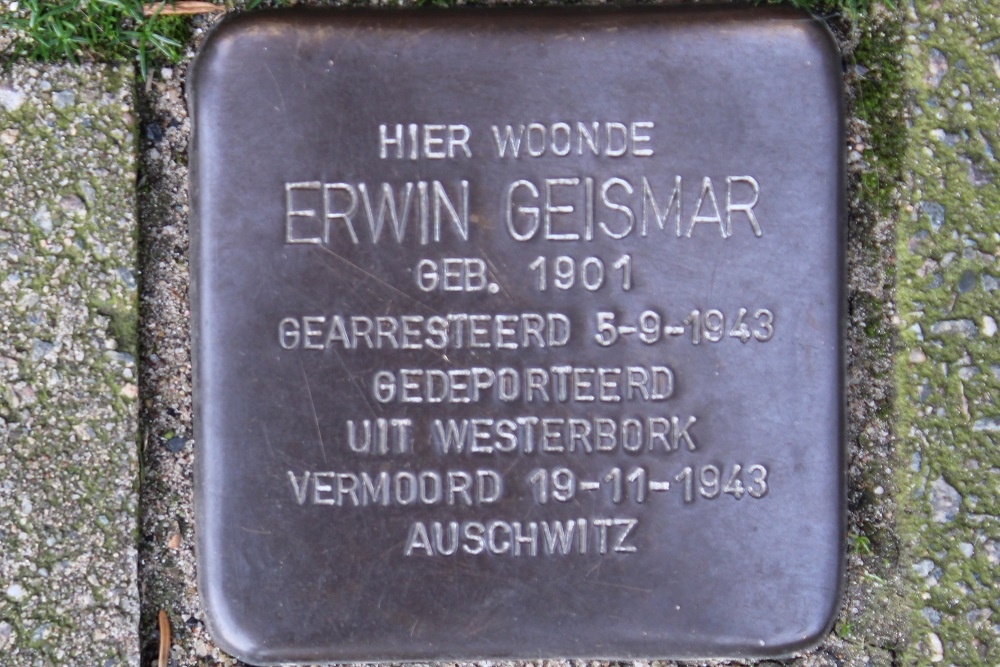 HIER WOONDE
ERWIN GEISMAR
GEB. 1901
GEARRESTEERD 5-9-1943
GEDEPORTEERD
UIT WESTERBORK
VERMOORD 19-11-1943
AUSCHWITZ